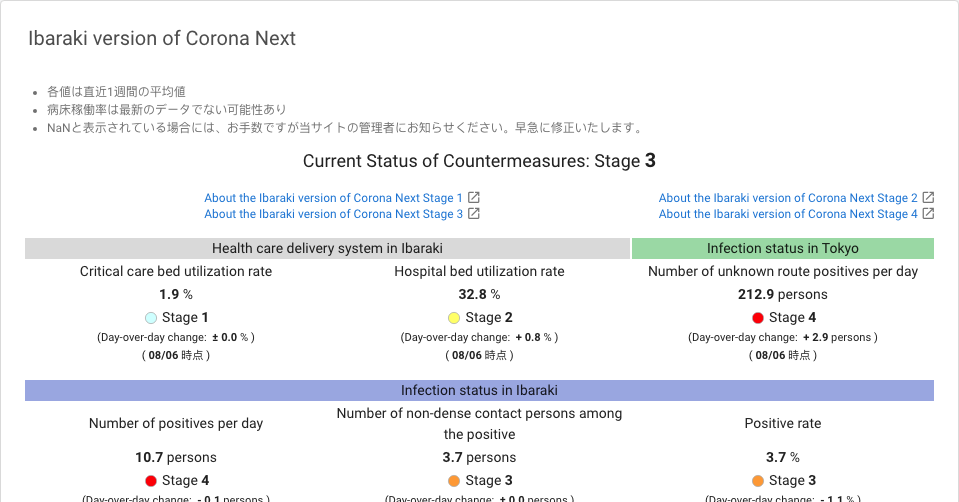 Ibaraki version of Corona Next
各値は直近1週間の平均値
病床稼働率は最新のデータでない可能性あり
NaNと表示されている場合には、お手数ですが当サイトの管理者にお知らせください。早急に修正いたします。
Current Status of Countermeasures: Stage 3
About the Ibaraki version of Corona Next Stage 1
About the Ibaraki version of Corona Next Stage 2
About the Ibaraki version of Corona Next Stage 3
About the Ibaraki version of Corona Next Stage 4
Health care delivery system in Ibaraki
Critical care bed utilization rate
1.9 %
Stage 1
(Day-over-day change: ± 0.0 % )
( 08/06 時点 )
Hospital bed utilization rate
32.8 %
Stage 2
(Day-over-day change: + 0.8 % )
( 08/06 時点 )
Infection status in Tokyo
Number of unknown route positives per day
212.9 persons
Stage 4
(Day-over-day change: + 2.9 persons )
( 08/06 時点 )
Infection status in Ibaraki
Number of positives per day
10.7 persons
Stage 4
(Day-over-day change: - 0.1 persons )
Number of non-dense contact persons among
the positive
3.7 persons
Stage 3
(Day-over-day change: ± 0.0 persons )
Positive rate
3.7 %
Stage 3
(Day-over-day change: - 1.1 % )